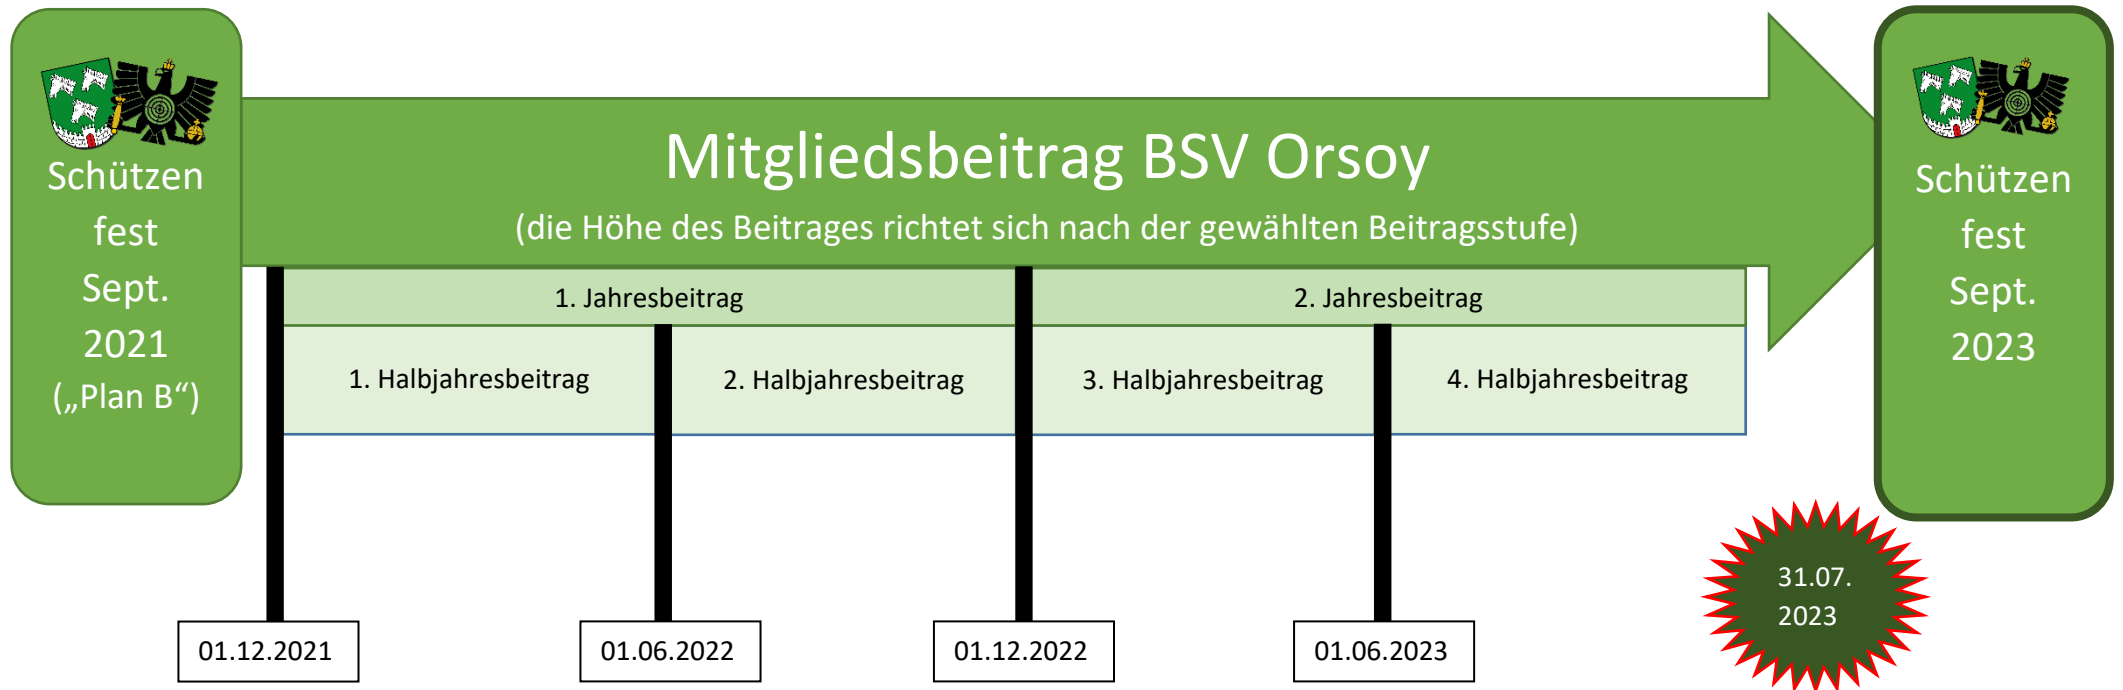 Schützen
fest
Sept.
2021
(„Plan B“)
Mitgliedsbeitrag BSV Orsoy
(die Höhe des Beitrages richtet sich nach der gewählten Beitragsstufe)
Schützen
fest
Sept.
2023
1. Jahresbeitrag
2. Jahresbeitrag
1. Halbjahresbeitrag
2. Halbjahresbeitrag
3. Halbjahresbeitrag
4. Halbjahresbeitrag
31.07.
2023
01.12.2021
01.06.2022
01.12.2022
01.06.2023